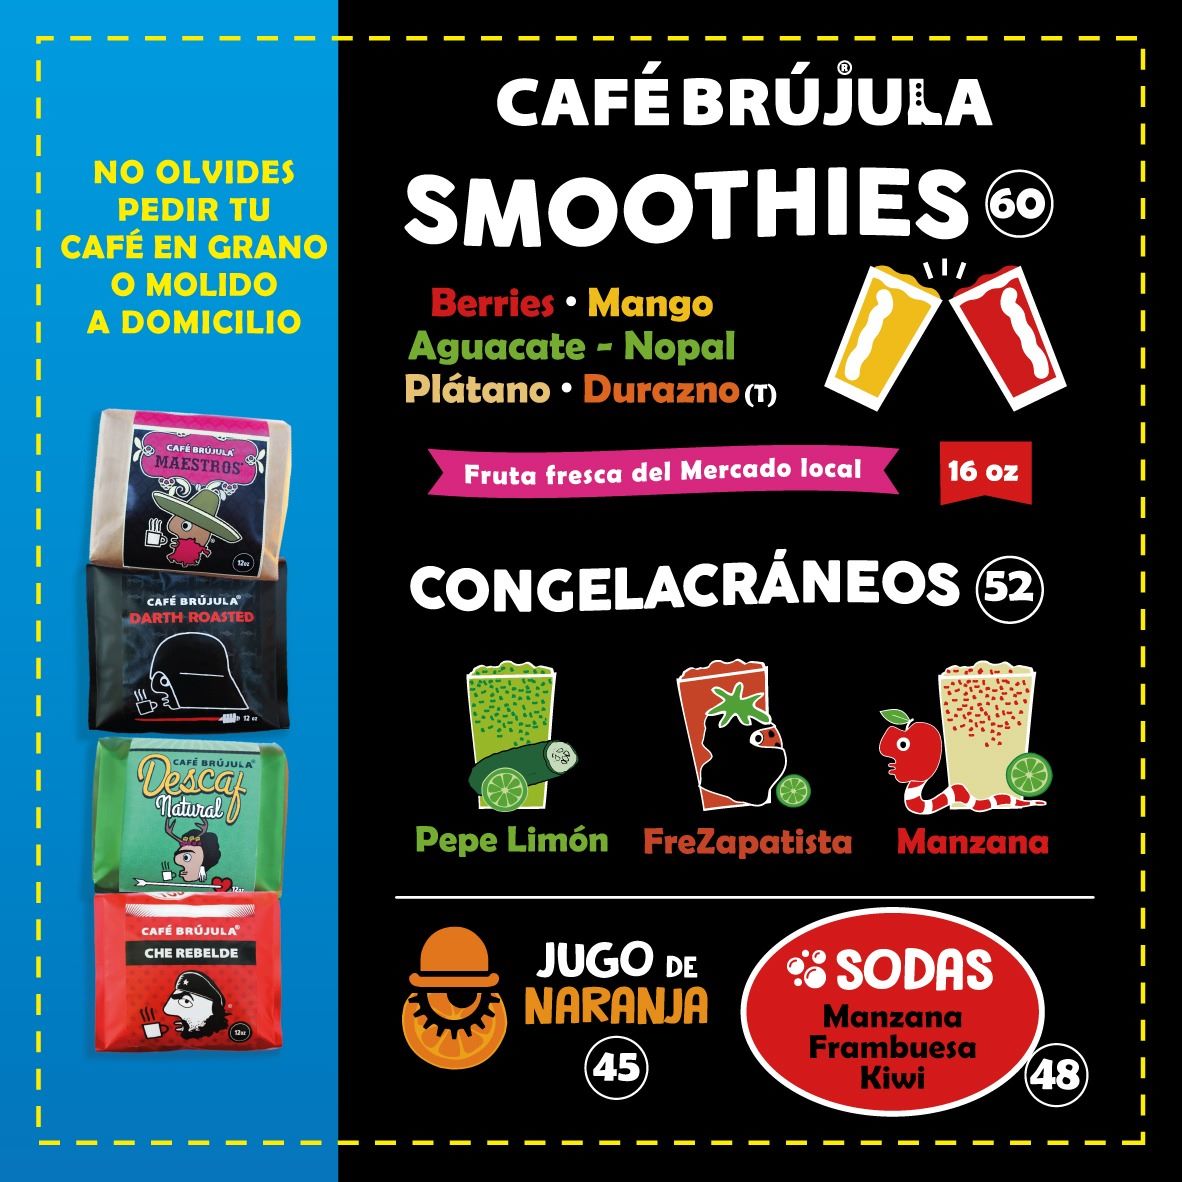 NO OLVIDES
PEDIR TU
CAFÉ EN GRANO
O MOLIDO
A DOMICILIO
CAFÉ BRÚJULA
MAESTROS
12oz
CAFÉ BRÚJULA®
DARTH ROASTED
12 oz
CAFÉ BRÚJULA®
Descaf
Natural
12oz
CAFÉ BRÚJULA®
CHE REBELDE
12oz
CAFÉ BRÚJULA®
SMOOTHIES 60
Berries • Mango
Aguacate - Nopal
Plátano • Durazno (T)
Fruta fresca del Mercado local
16 oz
CONGELACRÁNEOS 52
Pepe Limón
FreZapatista
Manzana
JUGO DE
NARANJA
45
SODAS
Manzana
Frambuesa
Kiwi
48